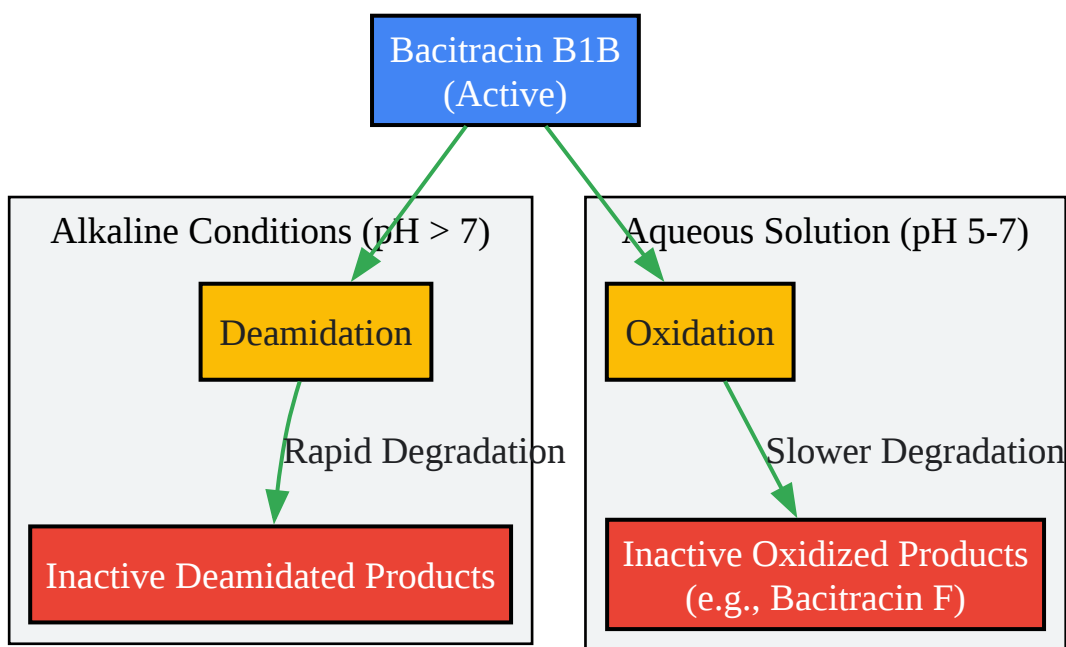 Bacitracin B1B
(Active)
Alkaline Conditions (pH > 7)
Aqueous Solution (pH 5-7)
Deamidation
Oxidation
Rapid Degradation
Slower Degradation
Inactive Deamidated Products
Inactive Oxidized Products
(e.g., Bacitracin F)